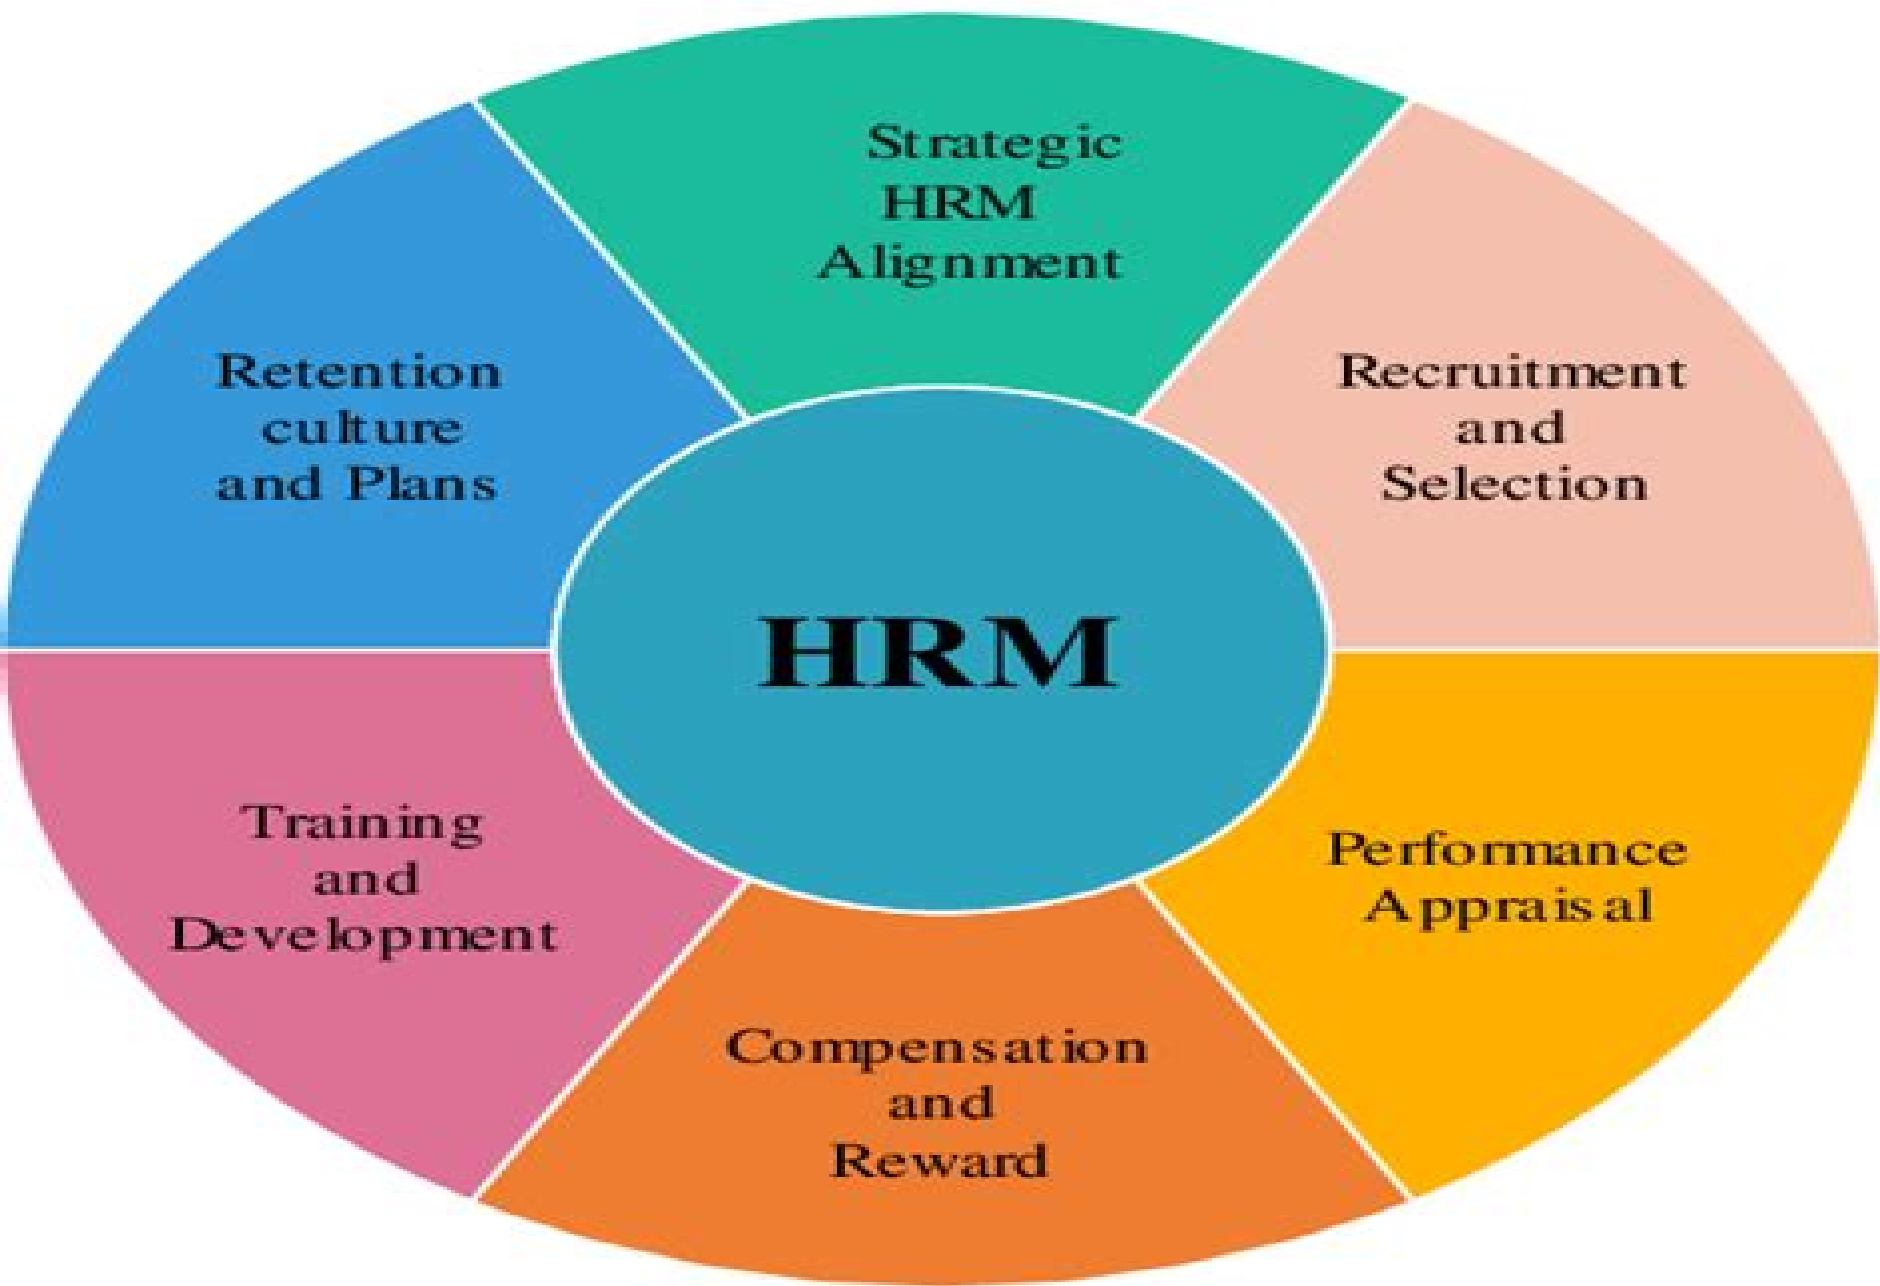 Strategic
HRM
Alignment
Recruitment
and
Selection
Performance
Appraisal
Compensation
and
Reward
Training
and
Development
Retention
culture
and Plans
HRM